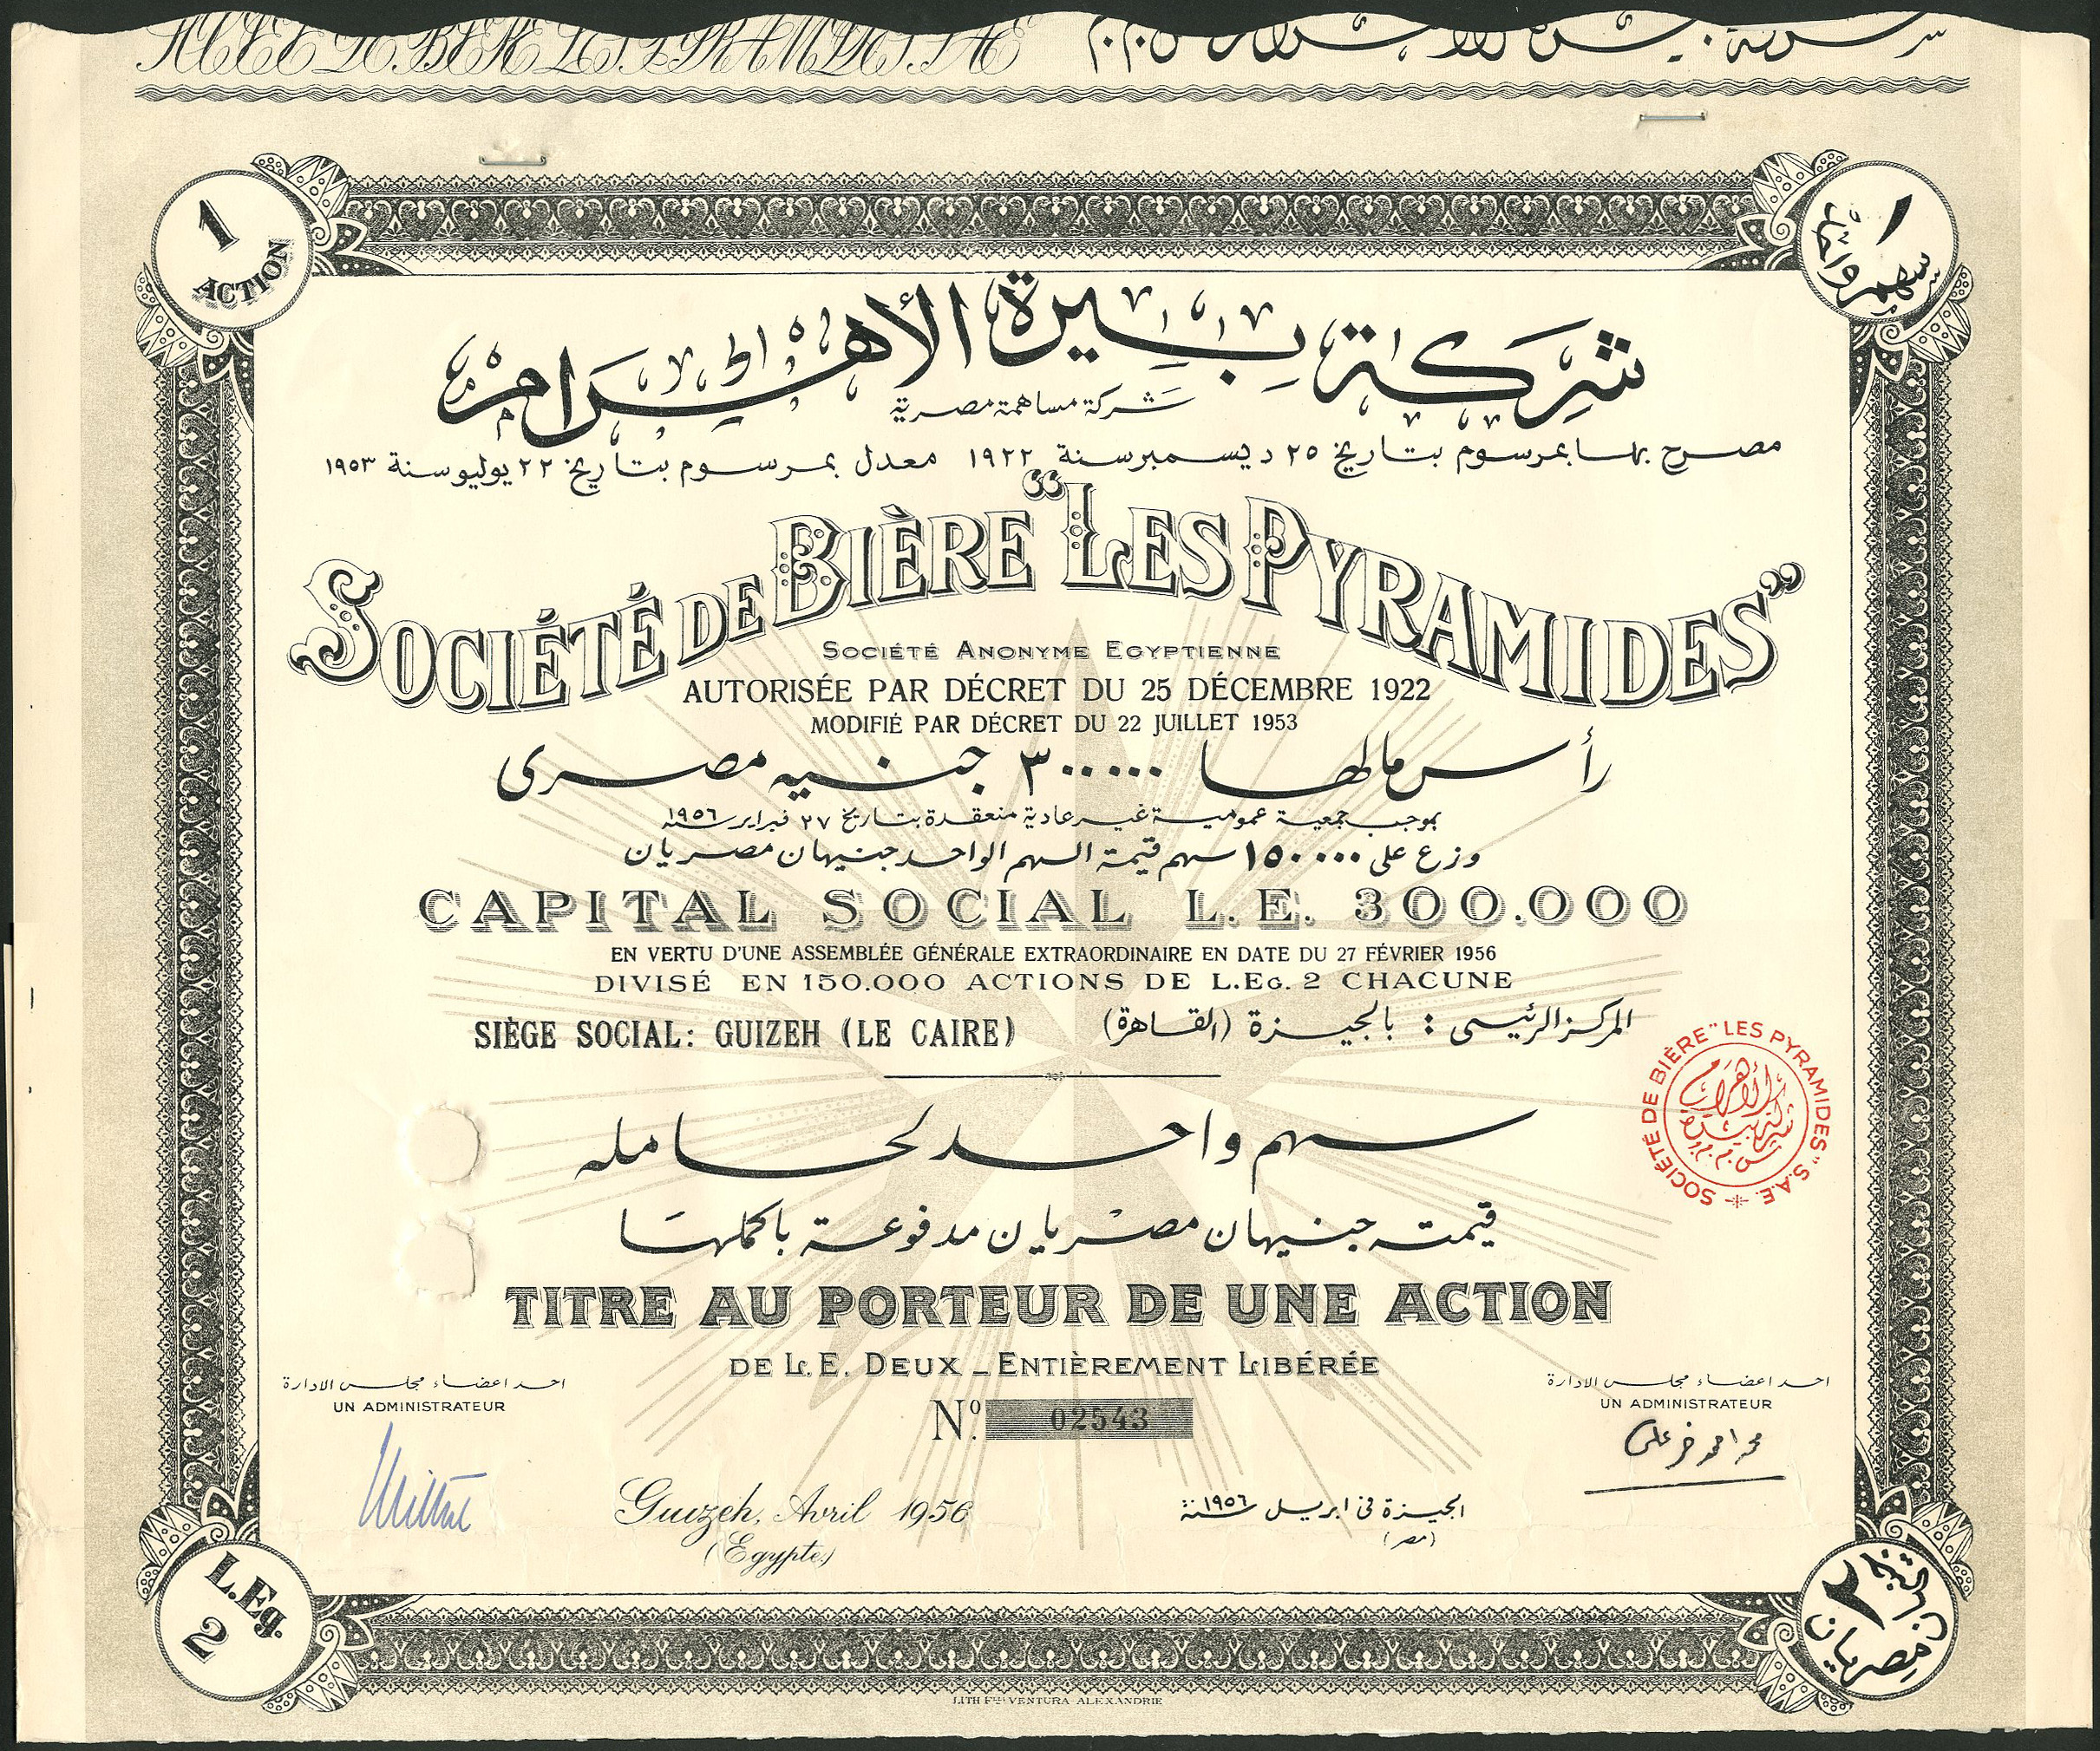 1
ACTION
١
سهم واحد
شركة بيرة الأهرام
شركة مساهمة مصرية
مصرح بها بمرسوم بتاريخ ٢٥ ديسمبر سنة ١٩٢٢ معدل بمرسوم بتاريخ ٢٢ يوليو سنة ١٩٥٣
SOCIÉTÉ DE BIÈRE "LES PYRAMIDES"
SOCIÉTÉ ANONYME EGYPTIENNE
AUTORISÉE PAR DÉCRET DU 25 DÉCEMBRE 1922
MODIFIÉ PAR DÉCRET DU 22 JUILLET 1953
رأس مالها ٣٠٠٠٠٠ جنيه مصرى
بموجب جمعية عمومية غير عادية منعقدة بتاريخ ٢٧ فبراير سنة ١٩٥٦
وزع على ١٥٠٠٠٠ سهم قيمة السهم الواحد جنيهان مصريان
CAPITAL SOCIAL L.E. 300.000
EN VERTU D'UNE ASSEMBLÉE GÉNÉRALE EXTRAORDINAIRE EN DATE DU 27 FÉVRIER 1956
DIVISÉ EN 150.000 ACTIONS DE L.EG. 2 CHACUNE
SIÈGE SOCIAL: GUIZEH (LE CAIRE)
المركز الرئيسى : بالجيزة (القاهرة)
SOCIÉTÉ DE BIÈRE "LES PYRAMIDES" S.A.E.
شركة بيرة الأهرام
ش.م.م
سهم واحد لحامله
قيمته جنيهان مصريان مدفوعة باكملها
TITRE AU PORTEUR DE UNE ACTION
DE L.E. DEUX _ ENTIÈREMENT LIBÉRÉE
احد اعضاء مجلس الادارة
UN ADMINISTRATEUR
احد اعضاء مجلس الادارة
UN ADMINISTRATEUR
No. 02543
Guizeh, Avril 1956
(Egypte)
الجيزة فى ابريل سنة ١٩٥٦
(مصر)
L.Eg.
2
٢
مصريان
LITH Flli VENTURA ALEXANDRIE